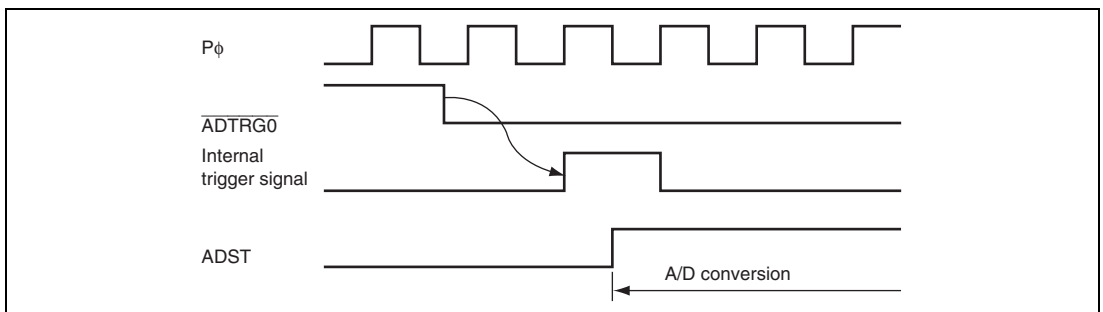 Pϕ
ADTRG0
Internal
trigger signal
ADST
A/D conversion